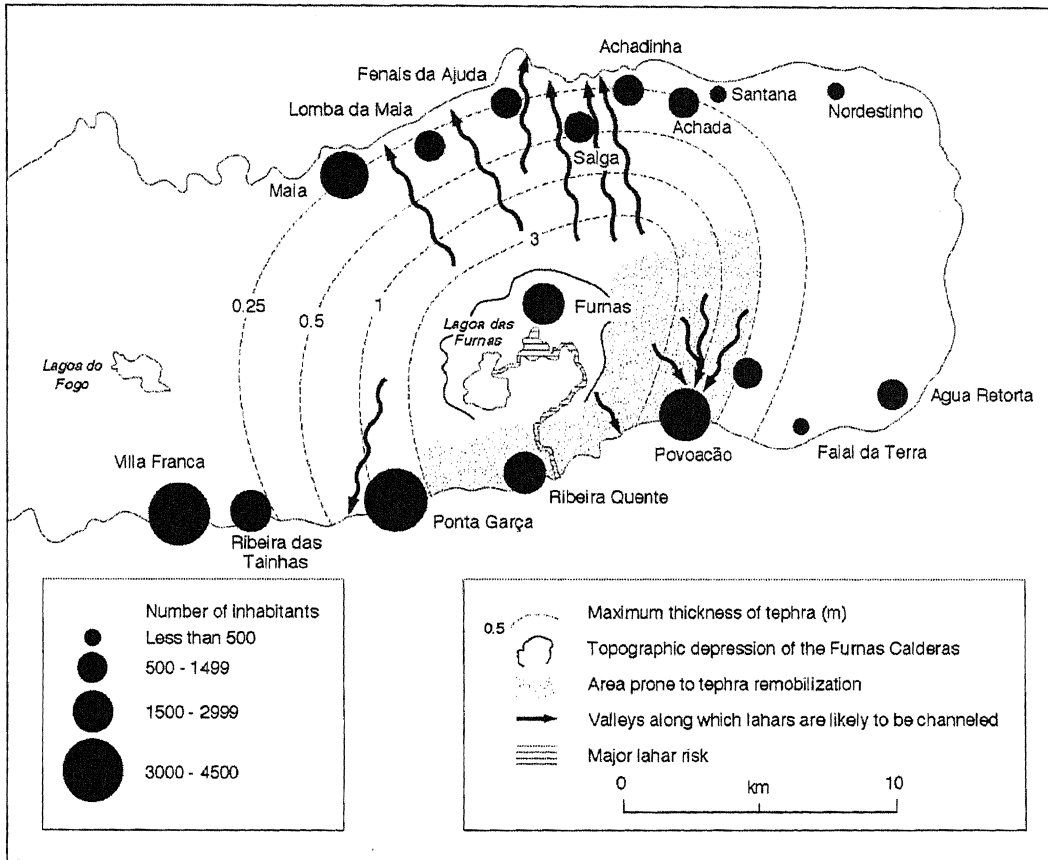 Achadinha
Fenais da Ajuda
Santana
Nordestinho
Lomba da Maia
Achada
Salga
Maia
3
Furnas
0.25
0.5
1
Lagoa das
Furnas
Lagoa do
Fogo
Agua Retorta
Povoacão
Faial da Terra
Villa Franca
Ribeira Quente
Ponta Garça
Ribeira das
Tainhas
Number of inhabitants
Less than 500
500 - 1499
1500 - 2999
3000 - 4500
0.5
Maximum thickness of tephra (m)
Topographic depression of the Furnas Calderas
Area prone to tephra remobilization
Valleys along which lahars are likely to be channeled
Major lahar risk
0 km 10